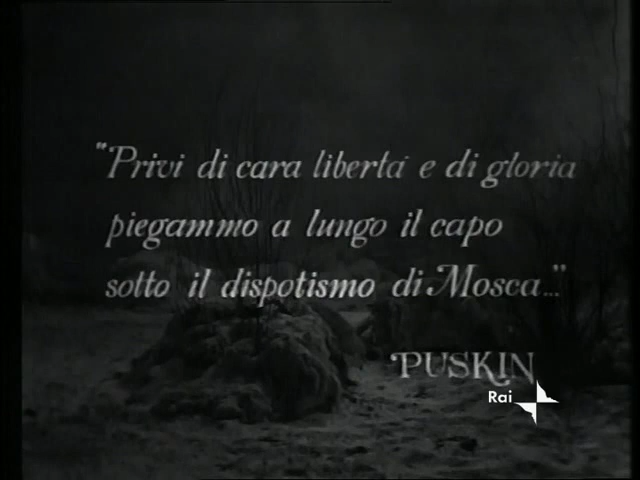 "Privi di cara libertà e di gloria
piegammo a lungo il capo
sotto il dispotismo di Mosca..."
PUSKIN
Rai